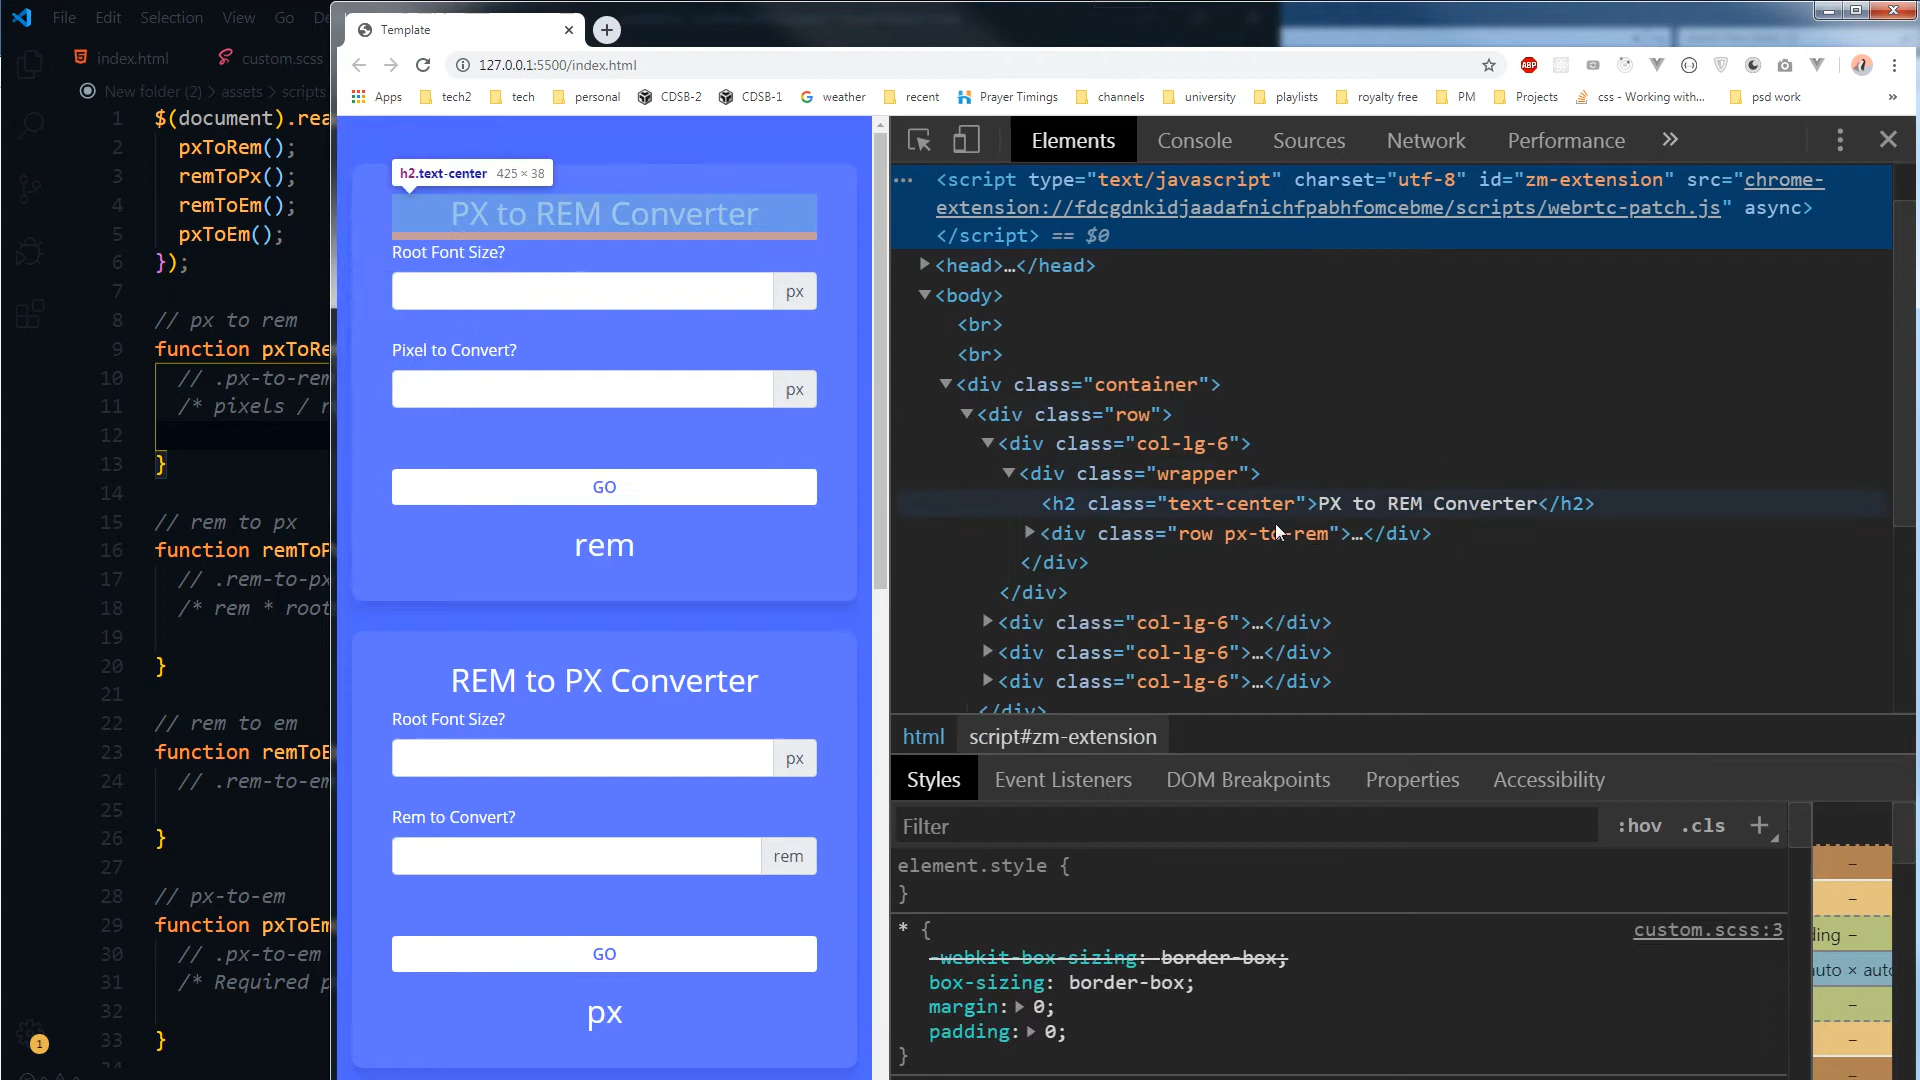 File Edit Selection View Go De
index.html custom.scss
New folder (2) > assets > scripts
1 $(document).rea
2 pxToRem();
3 remToPx();
4 remToEm();
5 pxToEm();
6 });
7
8 // px to rem
9 function pxToRe
10 // .px-to-rem
11 /* pixels / r
12
13 }
14
15 // rem to px
16 function remToP
17 // .rem-to-px
18 /* rem * root
19
20 }
21
22 // rem to em
23 function remToE
24 // .rem-to-em
25
26 }
27
28 // px-to-em
29 function pxToEm
30 // .px-to-em
31 /* Required p
32
33 }
1
Template
127.0.0.1:5500/index.html
ABP
Apps tech2 tech personal CDSB-2 CDSB-1 weather recent Prayer Timings channels university playlists royalty free PM Projects css - Working with... psd work »
h2.text-center 425 × 38
PX to REM Converter
Root Font Size?
px
Pixel to Convert?
px
GO
rem
REM to PX Converter
Root Font Size?
px
Rem to Convert?
rem
GO
px
Elements Console Sources Network Performance »
<script type="text/javascript" charset="utf-8" id="zm-extension" src="chrome-
extension://fdcgdnkidjaadafnichfpabhfomcebme/scripts/webrtc-patch.js" async>
</script> == $0
<head>…</head>
<body>
<br>
<br>
<div class="container">
<div class="row">
<div class="col-lg-6">
<div class="wrapper">
<h2 class="text-center">PX to REM Converter</h2>
<div class="row px-to-rem">…</div>
</div>
</div>
<div class="col-lg-6">…</div>
<div class="col-lg-6">…</div>
<div class="col-lg-6">…</div>
</div>
html script#zm-extension
Styles Event Listeners DOM Breakpoints Properties Accessibility
Filter :hov .cls +
element.style {
}
* { custom.scss:3
-webkit-box-sizing: border-box;
box-sizing: border-box;
margin: 0;
padding: 0;
}
–
–
ding –
auto × auto
–
–
–